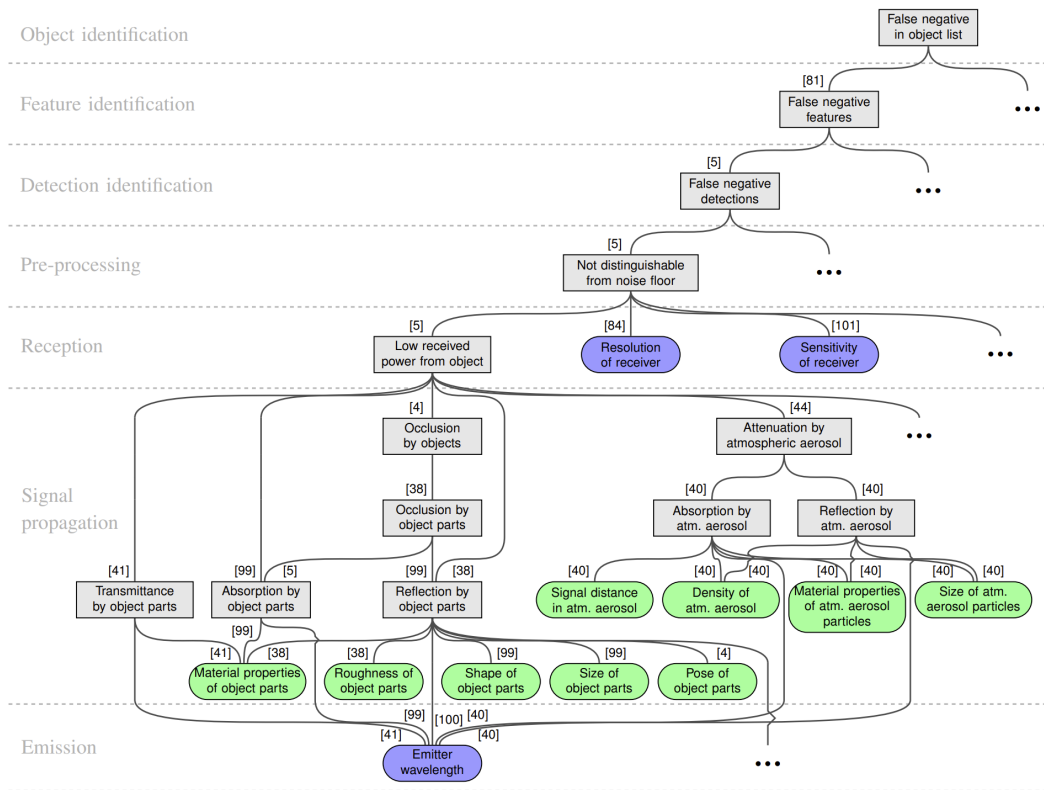 Object identification
False negative
in object list
[81]
Feature identification
False negative
features
•••
[5]
Detection identification
False negative
detections
•••
[5]
Pre-processing
Not distinguishable
from noise floor
•••
[5]
[84]
[101]
Reception
Low received
power from object
Resolution
of receiver
Sensitivity
of receiver
•••
[4]
[44]
Occlusion
by objects
Attenuation by
atmospheric aerosol
•••
Signal
propagation
[38]
[40]
[40]
Occlusion by
object parts
Absorption by
atm. aerosol
Reflection by
atm. aerosol
[41]
[99]
[5]
[99]
[38]
[40]
[40]
[40]
[40]
[40]
[40]
[40]
Transmittance
by object parts
Absorption by
object parts
Reflection by
object parts
Signal distance
in atm. aerosol
Density of
atm. aerosol
Material properties
of atm. aerosol
particles
Size of atm.
aerosol particles
[99]
[41]
[38]
[38]
[99]
[99]
[4]
Material properties
of object parts
Roughness of
object parts
Shape of
object parts
Size of
object parts
Pose of
object parts
Emission
[99]
[100]
[40]
[41]
[40]
Emitter
wavelength
•••